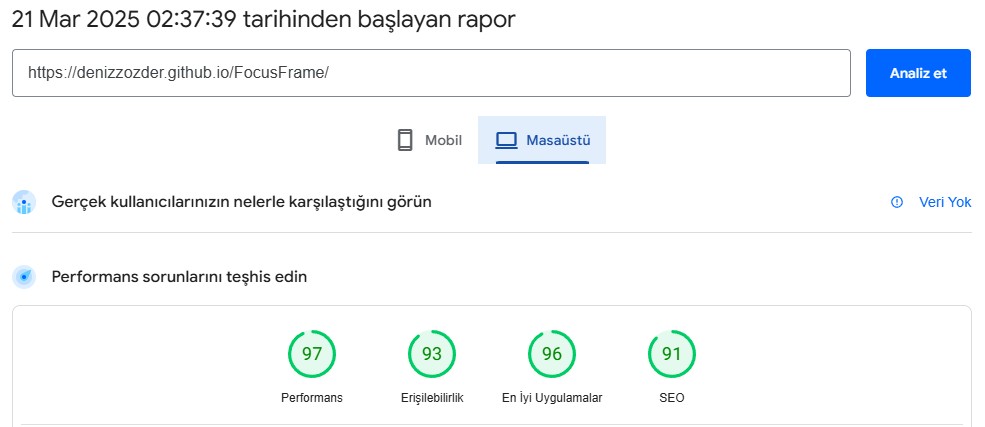 21 Mar 2025 02:37:39 tarihinden başlayan rapor
https://denizzozder.github.io/FocusFrame/
Analiz et
Mobil
Masaüstü
Gerçek kullanıcılarınızın nelerle karşılaştığını görün
Veri Yok
Performans sorunlarını teşhis edin
97
93
96
91
Performans
Erişilebilirlik
En İyi Uygulamalar
SEO